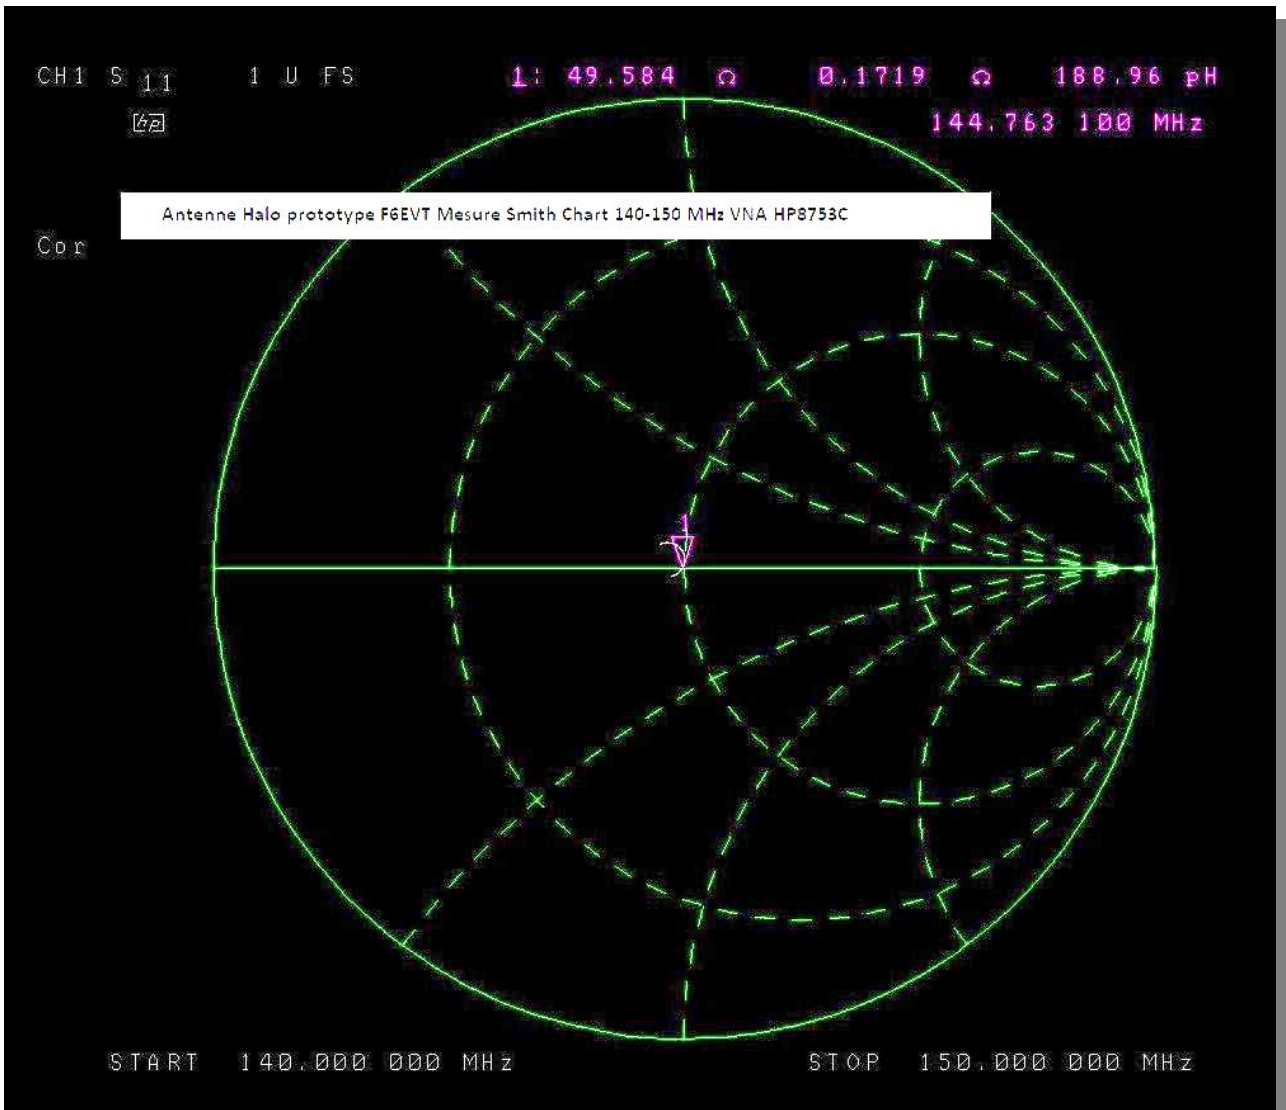 CH1 S 11 1 U FS 1: 49.584 Ω 0.1719 Ω 188.96 pH
hp 144.763 100 MHz
Antenne Halo prototype F6EVT Mesure Smith Chart 140-150 MHz VNA HP8753C
Cor
1
START 140.000 000 MHz STOP 150.000 000 MHz